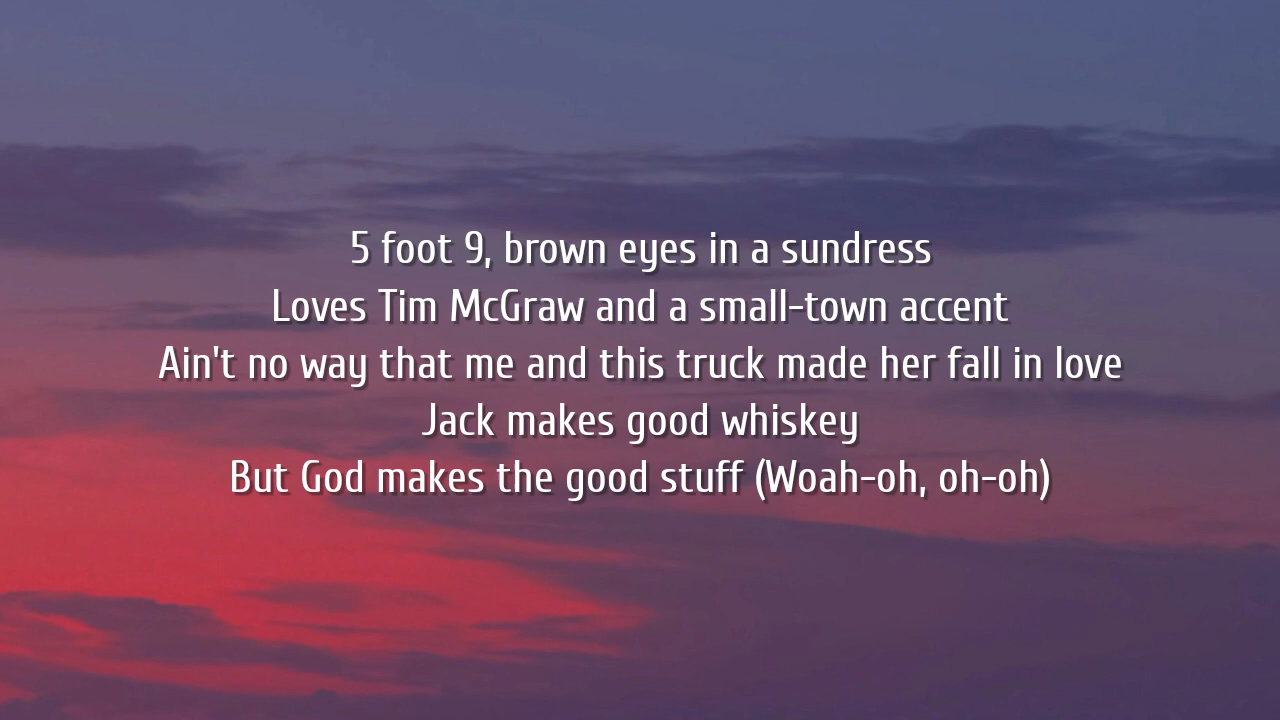 5 foot 9, brown eyes in a sundress
Loves Tim McGraw and a small-town accent
Ain't no way that me and this truck made her fall in love
Jack makes good whiskey
But God makes the good stuff (Woah-oh, oh-oh)